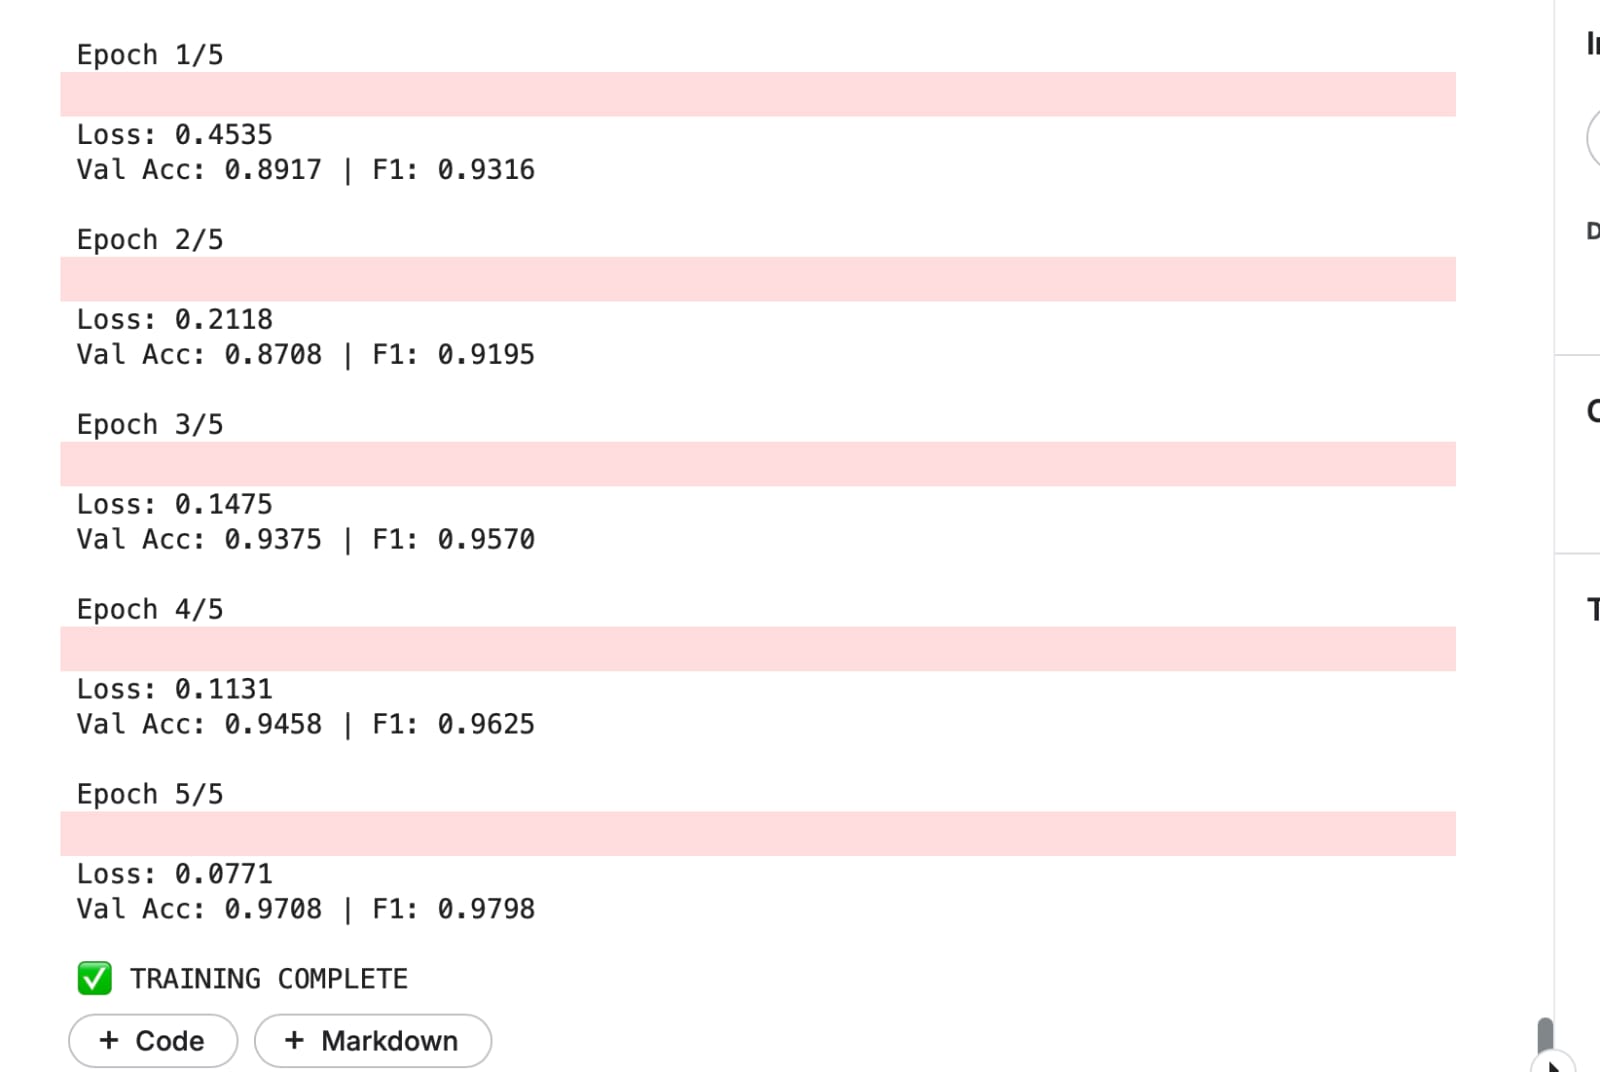 Epoch 1/5
Loss: 0.4535
Val Acc: 0.8917 | F1: 0.9316
Epoch 2/5
Loss: 0.2118
Val Acc: 0.8708 | F1: 0.9195
Epoch 3/5
Loss: 0.1475
Val Acc: 0.9375 | F1: 0.9570
Epoch 4/5
Loss: 0.1131
Val Acc: 0.9458 | F1: 0.9625
Epoch 5/5
Loss: 0.0771
Val Acc: 0.9708 | F1: 0.9798
✅ TRAINING COMPLETE
+ Code + Markdown